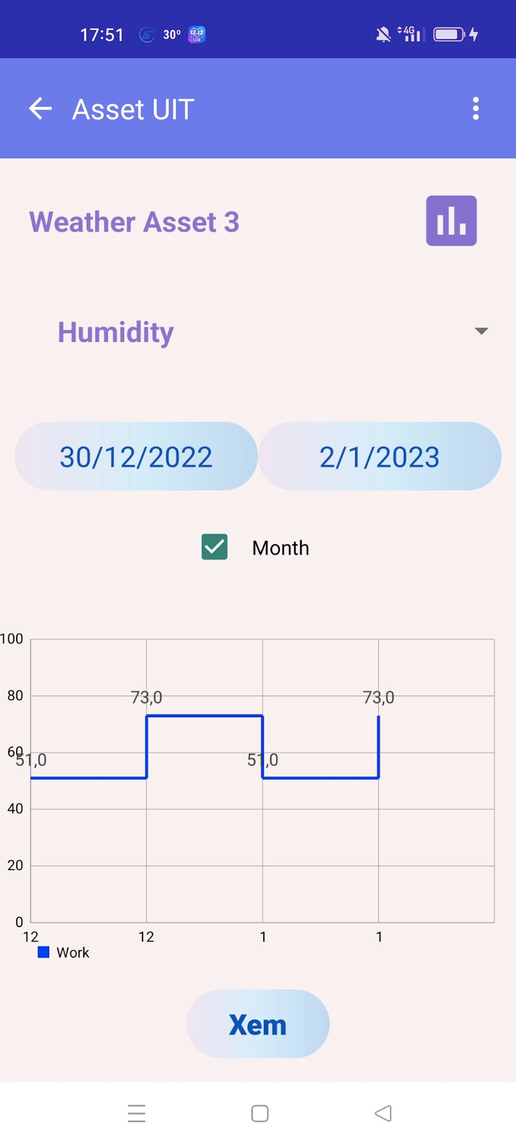 17:51 30° 4G
Asset UIT
Weather Asset 3
Humidity
30/12/2022 2/1/2023
Month
100
80
73,0 73,0
60
51,0 51,0
40
20
0
12 12 1 1
Work
Xem